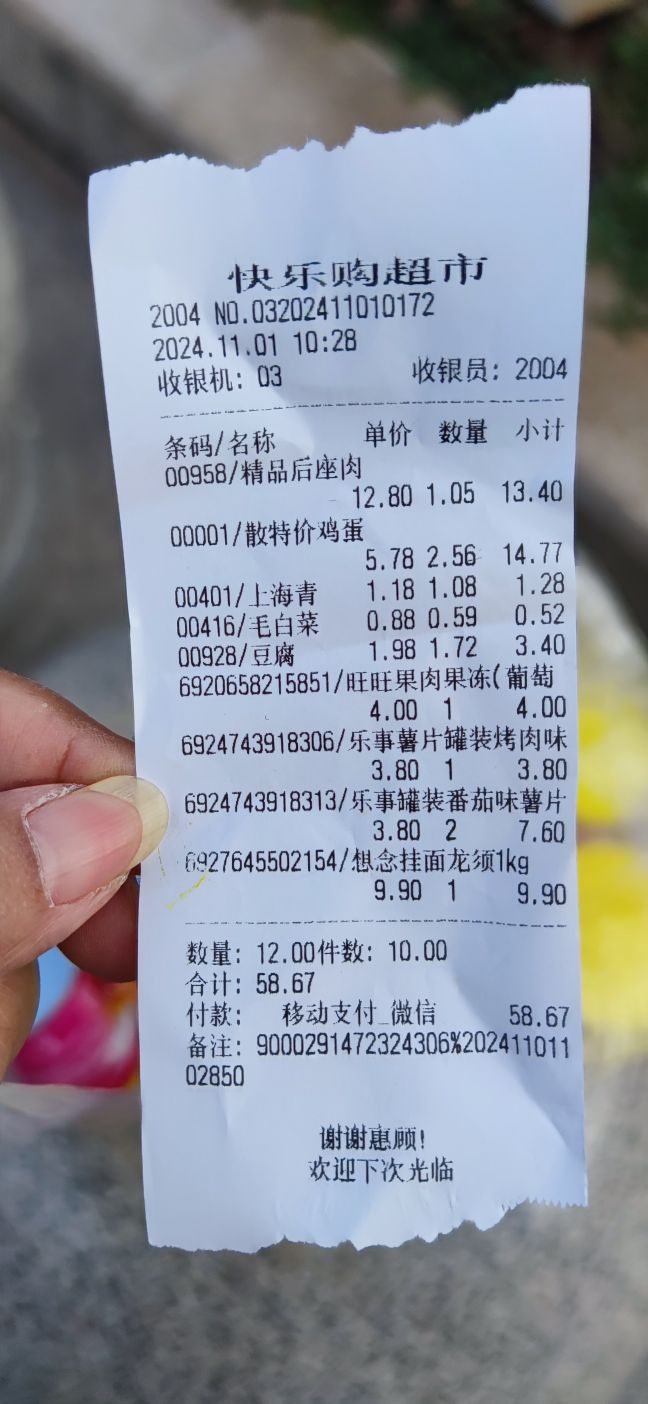 快乐购超市
2004 NO.03202411010172
2024.11.01 10:28
收银机: 03 收银员: 2004
条码/名称 单价 数量 小计
00958/精品后座肉
12.80 1.05 13.40
00001/散特价鸡蛋
5.78 2.56 14.77
00401/上海青 1.18 1.08 1.28
00416/毛白菜 0.88 0.59 0.52
00928/豆腐 1.98 1.72 3.40
6920658215851/旺旺果肉果冻(葡萄
4.00 1 4.00
6924743918306/乐事薯片罐装烤肉味
3.80 1 3.80
6924743918313/乐事罐装番茄味薯片
3.80 2 7.60
6927645502154/想念挂面龙须1kg
9.90 1 9.90
数量: 12.00件数: 10.00
合计: 58.67
付款: 移动支付_微信 58.67
备注: 9000291472324306%202411011
02850
谢谢惠顾!
欢迎下次光临